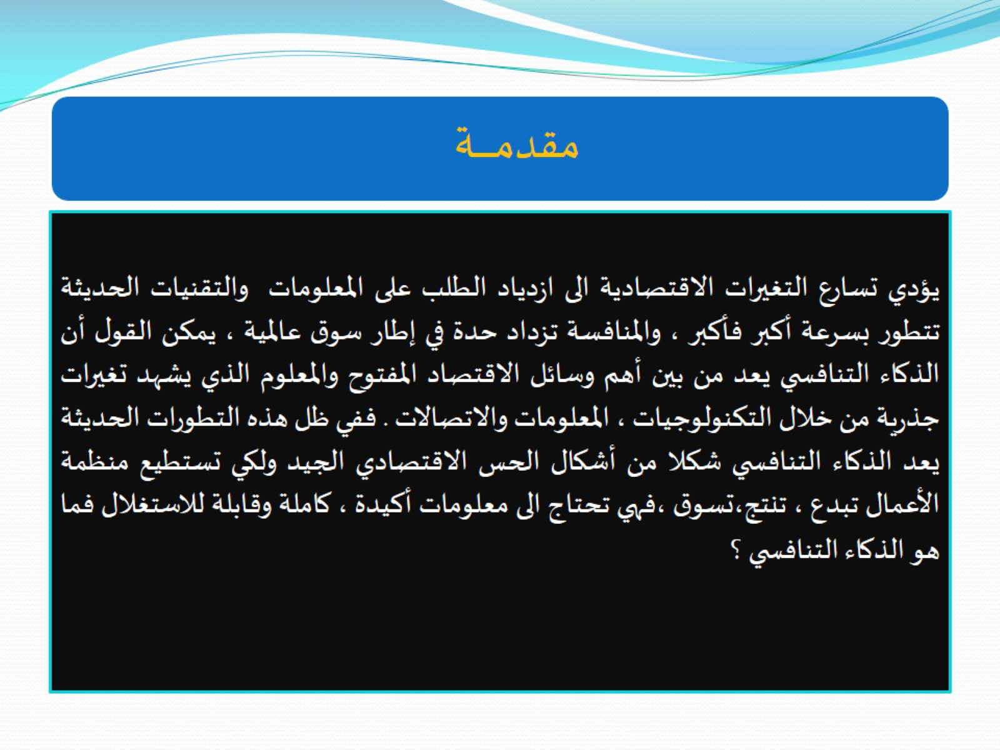 مقدمــة
يؤدي تسارع التغيرات الاقتصادية الى ازدياد الطلب على المعلومات والتقنيات الحديثة
تتطور بسرعة أكبر فأكبر ، والمنافسة تزداد حدة في إطار سوق عالمية ، يمكن القول أن
الذكاء التنافسي يعد من بين أهم وسائل الاقتصاد المفتوح والمعلوم الذي يشهد تغيرات
جذرية من خلال التكنولوجيات ، المعلومات والاتصالات . ففي ظل هذه التطورات الحديثة
يعد الذكاء التنافسي شكلا من أشكال الحس الاقتصادي الجيد ولكي تستطيع منظمة
الأعمال تبدع ، تنتج،تسوق ،فهي تحتاج الى معلومات أكيدة ، كاملة وقابلة للاستغلال فما
هو الذكاء التنافسي ؟